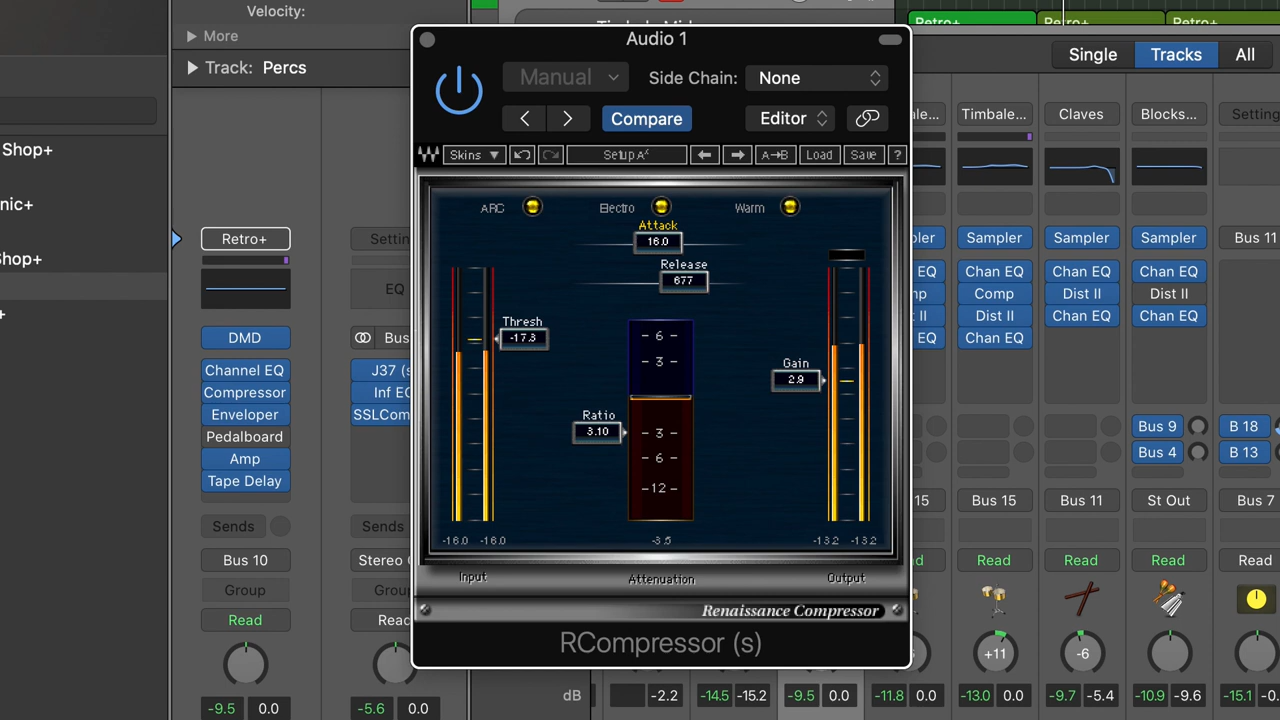 Velocity:
More
Track: Percs
Shop+
nic+
Shop+
Retro+
DMD
Channel EQ
Compressor
Enveloper
Pedalboard
Amp
Tape Delay
Sends
Bus 10
Group
Read
-9.5 0.0
EQ
Bus
J37 (s
Inf EQ
SSLCom
Stereo
-5.6 0.0
Audio 1
Manual
Side Chain: None
Compare
Editor
Skins
Setup A
A→B
Load
Save
?
ARC
Electro
Warm
Attack
16.0
Release
677
Thresh
-17.3
Ratio
3.10
Gain
2.9
6
3
3
6
12
-16.0 -16.0
-3.5
-13.2 -13.2
Input
Attenuation
Output
Renaissance Compressor
RCompressor (s)
dB
-2.2
-14.5 -15.2
-9.5 0.0
-11.8 0.0
-13.0 0.0
-9.7 -5.4
-10.9 -9.6
-15.1
Retro+
Retro+
Retro+
Single
Tracks
All
Timbale...
Claves
Blocks...
Setting
Sampler
Sampler
Sampler
Bus 11
Chan EQ
Comp
Dist II
Chan EQ
Chan EQ
Dist II
Chan EQ
Chan EQ
Dist II
Chan EQ
Bus 9
Bus 4
B 18
B 13
Bus 15
Bus 11
St Out
Bus 7
Read
Read
Read
Read
+11
-6